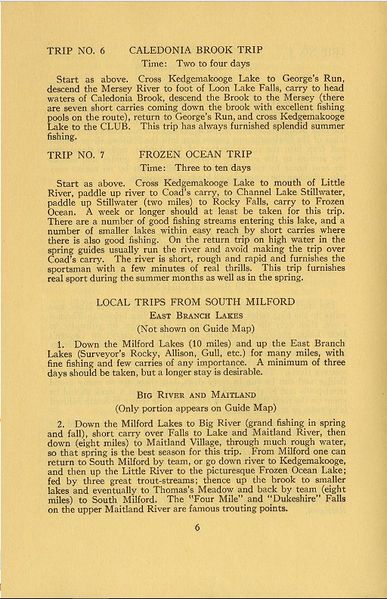 TRIP NO. 6 CALEDONIA BROOK TRIP
Time: Two to four days
Start as above. Cross Kedgemakooge Lake to George's Run,
descend the Mersey River to foot of Loon Lake Falls, carry to head
waters of Caledonia Brook, descend the Brook to the Mersey (there
are seven short carries coming down the brook with excellent fishing
pools on the route), return to George's Run, and cross Kedgemakooge
Lake to the CLUB. This trip has always furnished splendid summer
fishing.
TRIP NO. 7 FROZEN OCEAN TRIP
Time: Three to ten days
Start as above. Cross Kedgemakooge Lake to mouth of Little
River, paddle up river to Coad's carry, to Channel Lake Stillwater,
paddle up Stillwater (two miles) to Rocky Falls, carry to Frozen
Ocean. A week or longer should at least be taken for this trip.
There are a number of good fishing streams entering this lake, and a
number of smaller lakes within easy reach by short carries where
there is also good fishing. On the return trip on high water in the
spring guides usually run the river and avoid making the trip over
Coad's carry. The river is short, rough and rapid and furnishes the
sportsman with a few minutes of real thrills. This trip furnishes
real sport during the summer months as well as in the spring.
LOCAL TRIPS FROM SOUTH MILFORD
East Branch Lakes
(Not shown on Guide Map)
1. Down the Milford Lakes (10 miles) and up the East Branch
Lakes (Surveyor's Rocky, Allison, Gull, etc.) for many miles, with
fine fishing and few carries of any importance. A minimum of three
days should be taken, but a longer stay is desirable.
Big River and Maitland
(Only portion appears on Guide Map)
2. Down the Milford Lakes to Big River (grand fishing in spring
and fall), short carry over Falls to Lake and Maitland River, then
down (eight miles) to Maitland Village, through much rough water,
so that spring is the best season for this trip. From Milford one can
return to South Milford by team, or go down river to Kedgemakooge,
and then up the Little River to the picturesque Frozen Ocean Lake;
fed by three great trout-streams; thence up the brook to smaller
lakes and eventually to Thomas's Meadow and back by team (eight
miles) to South Milford. The "Four Mile" and "Dukeshire" Falls
on the upper Maitland River are famous trouting points.
6